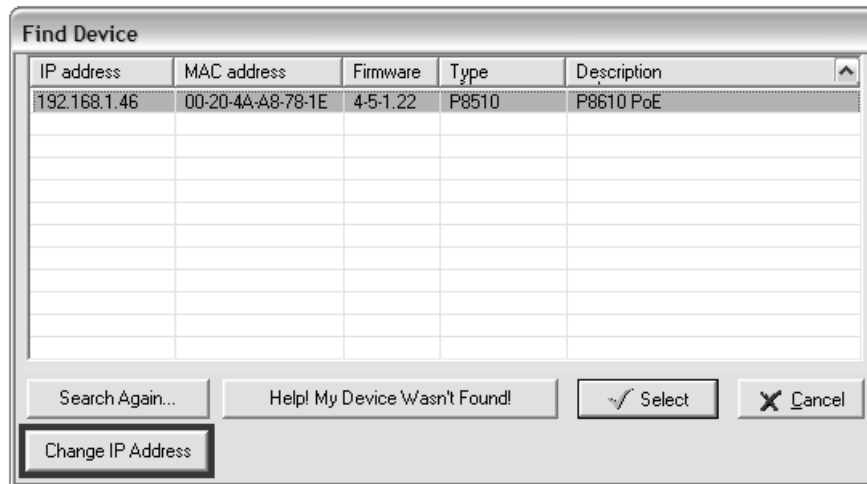 Find Device
IP address MAC address Firmware Type Description
192.168.1.46 00-20-4A-A8-78-1E 4-5-1.22 P8510 P8610 PoE
Search Again... Help! My Device Wasn't Found! Select Cancel
Change IP Address